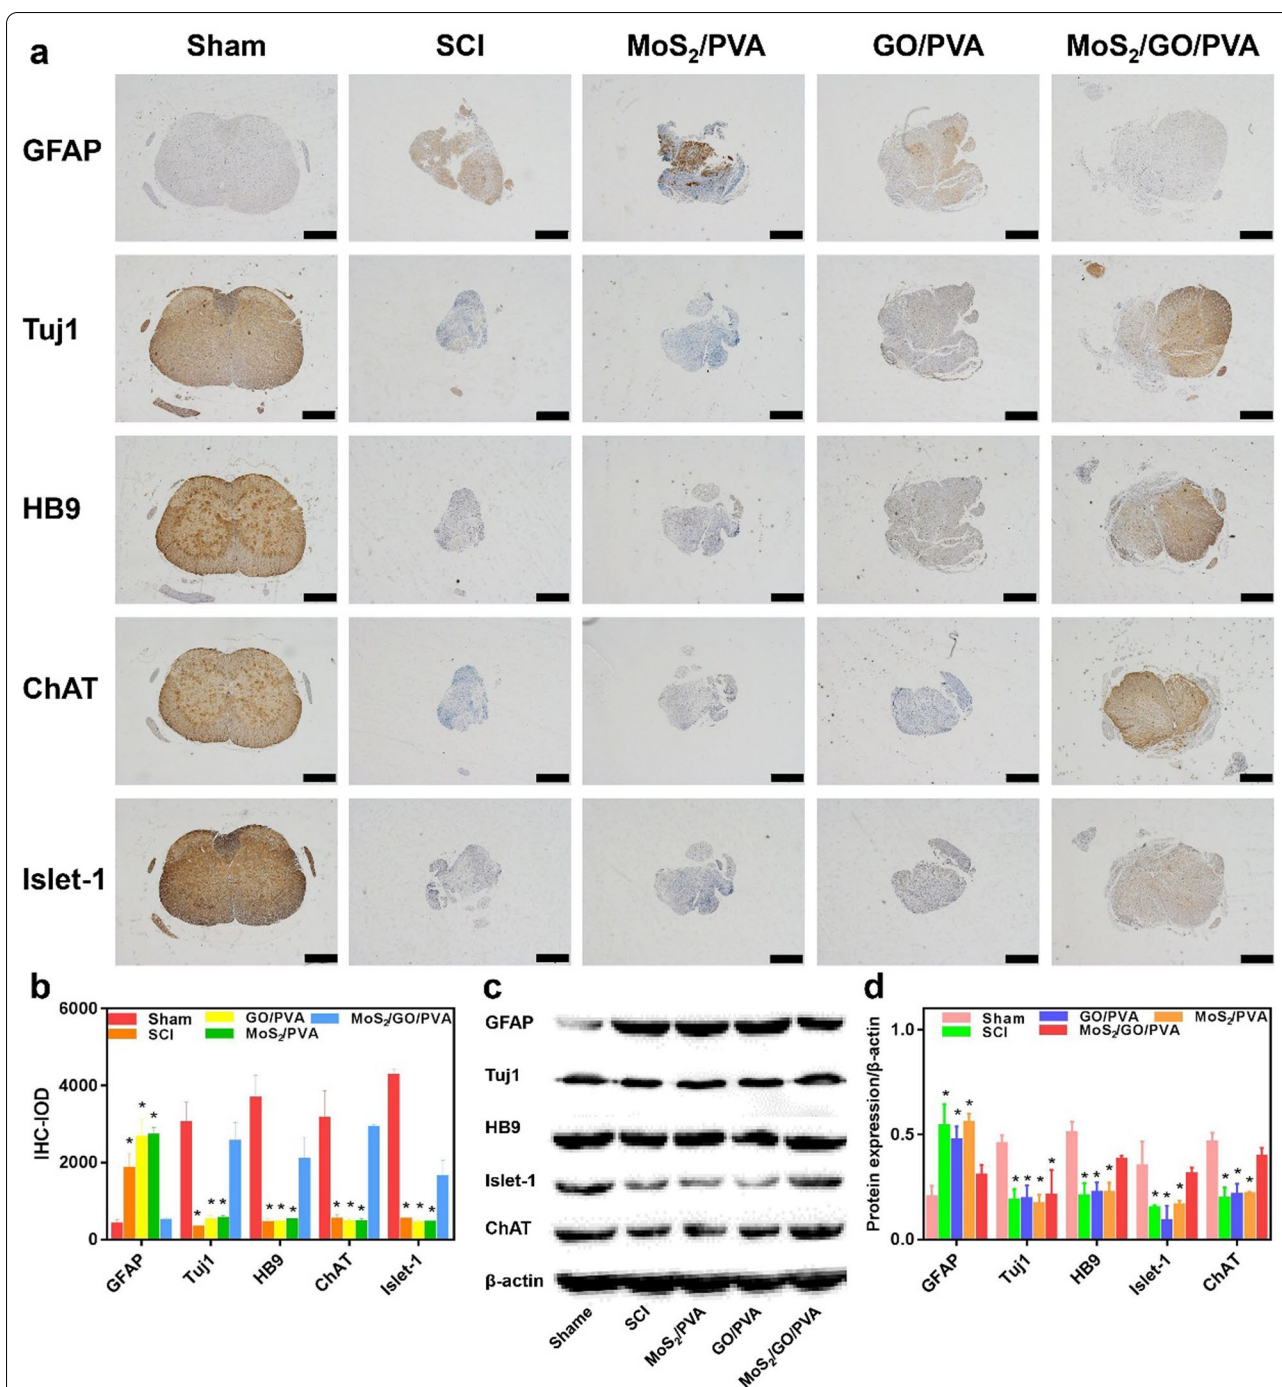 a
Sham SCI MoS₂/PVA GO/PVA MoS₂/GO/PVA
GFAP
Tuj1
HB9
ChAT
Islet-1
b
6000
4000
2000
0
IHC-IOD
Sham GO/PVA MoS₂/GO/PVA
SCI MoS₂/PVA
* * *
* * *
* * *
* * *
* * *
GFAP Tuj1 HB9 ChAT Islet-1
c
GFAP
Tuj1
HB9
Islet-1
ChAT
β-actin
Shame SCI MoS₂/PVA GO/PVA MoS₂/GO/PVA
d
1.0
0.5
0.0
Protein expression/β-actin
Sham GO/PVA MoS₂/PVA
SCI MoS₂/GO/PVA
* * *
* * * *
* * *
* * *
* * *
GFAP Tuj1 HB9 Islet-1 ChAT